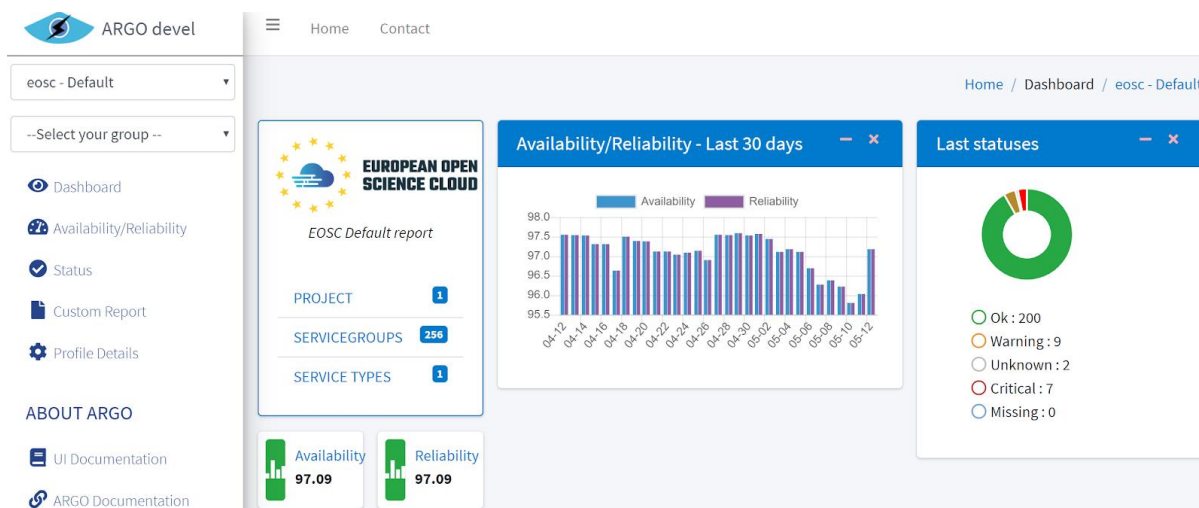 ARGO devel
Home
Contact
eosc - Default
--Select your group --
Dashboard
Availability/Reliability
Status
Custom Report
Profile Details
ABOUT ARGO
UI Documentation
ARGO Documentation
Home / Dashboard / eosc - Default
EUROPEAN OPEN
SCIENCE CLOUD
EOSC Default report
PROJECT 1
SERVICEGROUPS 256
SERVICE TYPES 1
Availability
97.09
Reliability
97.09
Availability/Reliability - Last 30 days
Availability Reliability
98.0
97.5
97.0
96.5
96.0
95.5
04-12 04-14 04-16 04-18 04-20 04-22 04-24 04-26 04-28 04-30 05-02 05-04 05-06 05-08 05-10 05-12
Last statuses
Ok : 200
Warning : 9
Unknown : 2
Critical : 7
Missing : 0